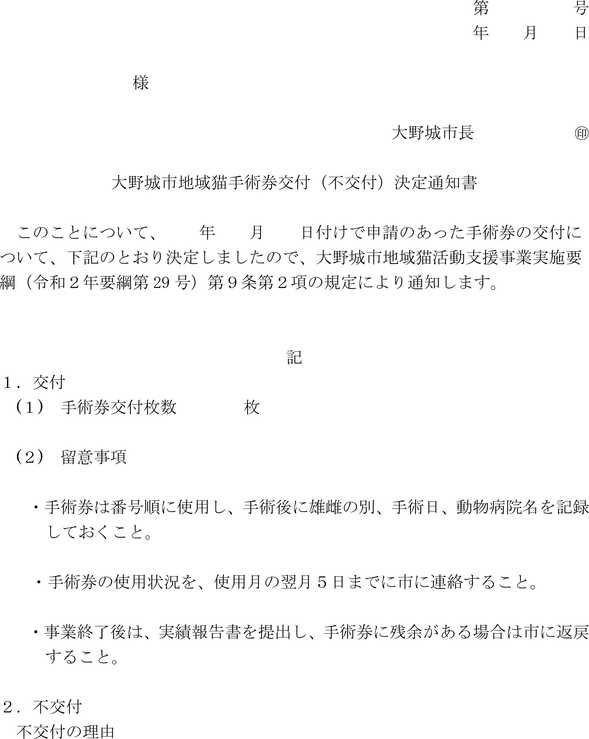 第　　　　　号
年　　月　　日
様
大野城市長　　　　　　㊞
大野城市地域猫手術券交付（不交付）決定通知書
このことについて、　　年　　月　　日付けで申請のあった手術券の交付に
ついて、下記のとおり決定しましたので、大野城市地域猫活動支援事業実施要
綱（令和２年要綱第 29 号）第９条第２項の規定により通知します。
記
１．交付
(１)　手術券交付枚数　　　　枚
(２)　留意事項
・手術券は番号順に使用し、手術後に雄雌の別、手術日、動物病院名を記録
しておくこと。
・手術券の使用状況を、使用月の翌月５日までに市に連絡すること。
・事業終了後は、実績報告書を提出し、手術券に残余がある場合は市に返戻
すること。
２．不交付
不交付の理由